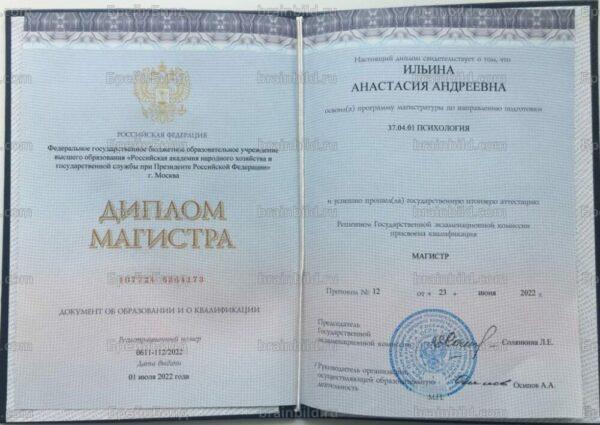 РОССИЙСКАЯ ФЕДЕРАЦИЯ
Федеральное государственное бюджетное образовательное учреждение
высшего образования «Российская академия народного хозяйства и
государственной службы при Президенте Российской Федерации»
г. Москва
ДИПЛОМ
МАГИСТРА
107724
ДОКУМЕНТ ОБ ОБРАЗОВАНИИ И О КВАЛИФИКАЦИИ
Регистрационный номер
0611-112/2022
Дата выдачи
01 июля 2022 года
Настоящий диплом свидетельствует о том, что
ИЛЬИНА
АНАСТАСИЯ АНДРЕЕВНА
освоил(а) программу магистратуры по направлению подготовки
37.04.01 ПСИХОЛОГИЯ
и успешно прошел(ла) государственную итоговую аттестацию
Решением Государственной экзаменационной комиссии
присвоена квалификация
МАГИСТР
Протокол № 12 от « 23 » июня 2022 г.
Председатель
Государственной
экзаменационной комиссии Солянкина Л.Е.
Руководитель организации,
осуществляющей образовательную
деятельность Осипов А.А.
М.П.
brainbild.ru